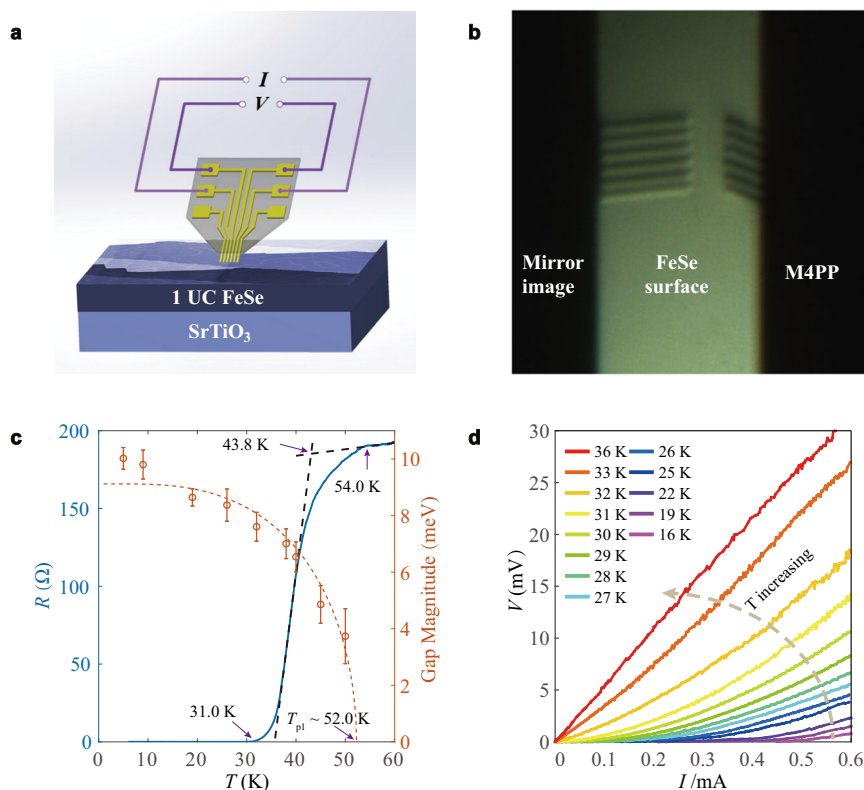 a
I
V
1 UC FeSe
SrTiO3
b
Mirror
image
FeSe
surface
M4PP
c
200
150
100
50
0
R (Ω)
43.8 K
54.0 K
31.0 K
Tp1 ~ 52.0 K
10
8
6
4
2
0
Gap Magnitude (meV)
0 10 20 30 40 50 60
T (K)
d
30
25
20
15
10
5
0
V (mV)
36 K 26 K
33 K 25 K
32 K 22 K
31 K 19 K
30 K 16 K
29 K
28 K
27 K
T increasing
0 0.1 0.2 0.3 0.4 0.5 0.6
I /mA